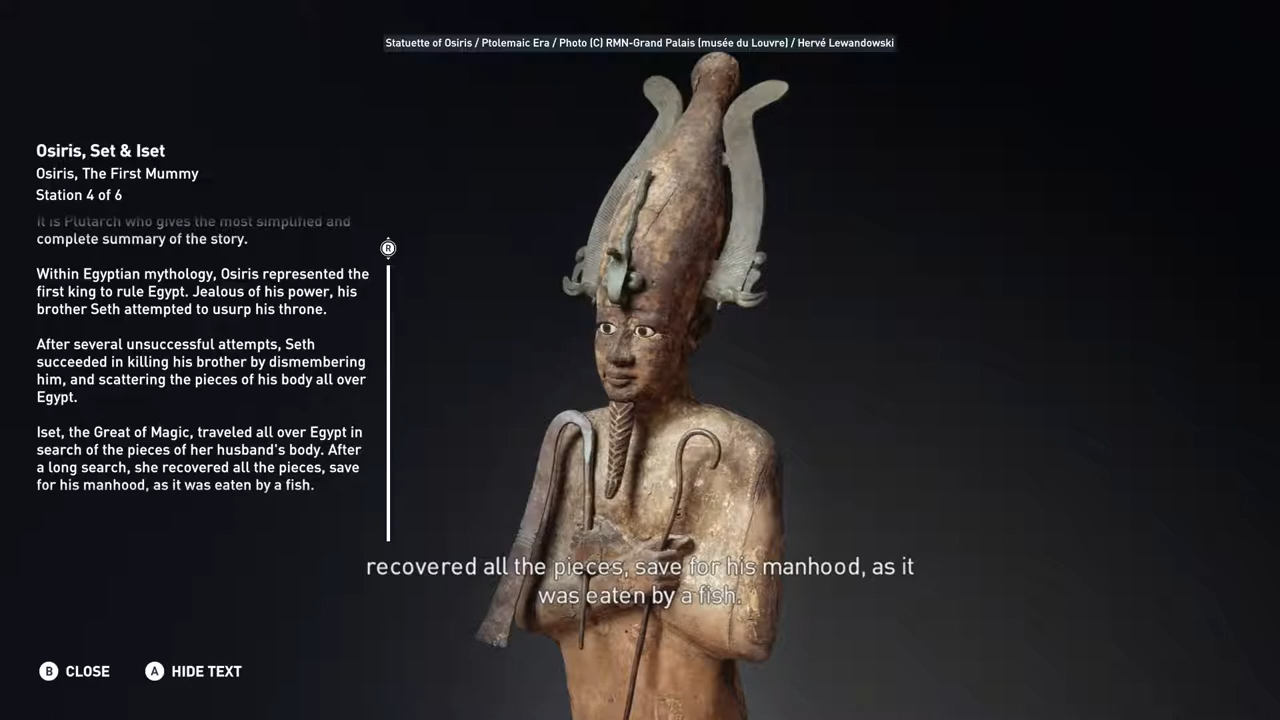 Statuette of Osiris / Ptolemaic Era / Photo (C) RMN-Grand Palais (musée du Louvre) / Hervé Lewandowski
Osiris, Set & Iset
Osiris, The First Mummy
Station 4 of 6
It is Plutarch who gives the most simplified and
complete summary of the story.
Within Egyptian mythology, Osiris represented the
first king to rule Egypt. Jealous of his power, his
brother Seth attempted to usurp his throne.
After several unsuccessful attempts, Seth
succeeded in killing his brother by dismembering
him, and scattering the pieces of his body all over
Egypt.
Iset, the Great of Magic, traveled all over Egypt in
search of the pieces of her husband's body. After
a long search, she recovered all the pieces, save
for his manhood, as it was eaten by a fish.
R
recovered all the pieces, save for his manhood, as it
was eaten by a fish.
B CLOSE A HIDE TEXT